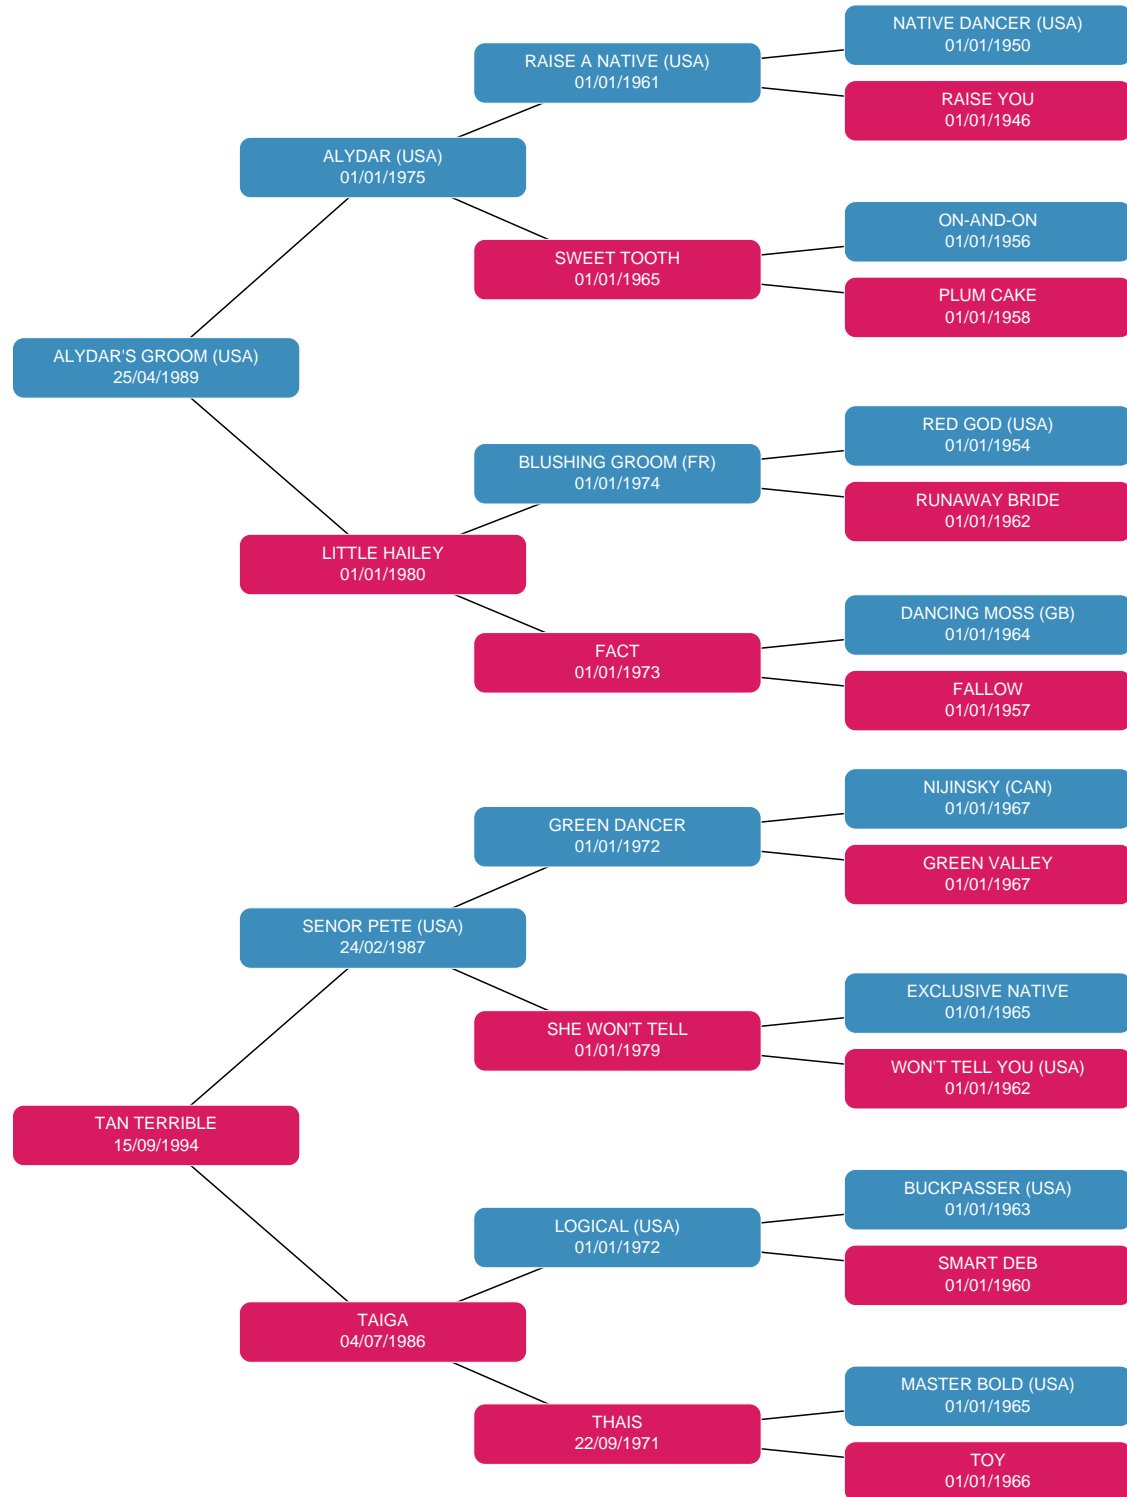 NATIVE DANCER (USA)
01/01/1950
RAISE A NATIVE (USA)
01/01/1961
RAISE YOU
01/01/1946
ALYDAR (USA)
01/01/1975
ON-AND-ON
01/01/1956
SWEET TOOTH
01/01/1965
PLUM CAKE
01/01/1958
ALYDAR'S GROOM (USA)
25/04/1989
RED GOD (USA)
01/01/1954
BLUSHING GROOM (FR)
01/01/1974
RUNAWAY BRIDE
01/01/1962
LITTLE HAILEY
01/01/1980
DANCING MOSS (GB)
01/01/1964
FACT
01/01/1973
FALLOW
01/01/1957
NIJINSKY (CAN)
01/01/1967
GREEN DANCER
01/01/1972
GREEN VALLEY
01/01/1967
SENOR PETE (USA)
24/02/1987
EXCLUSIVE NATIVE
01/01/1965
SHE WON'T TELL
01/01/1979
WON'T TELL YOU (USA)
01/01/1962
TAN TERRIBLE
15/09/1994
BUCKPASSER (USA)
01/01/1963
LOGICAL (USA)
01/01/1972
SMART DEB
01/01/1960
TAIGA
04/07/1986
MASTER BOLD (USA)
01/01/1965
THAIS
22/09/1971
TOY
01/01/1966